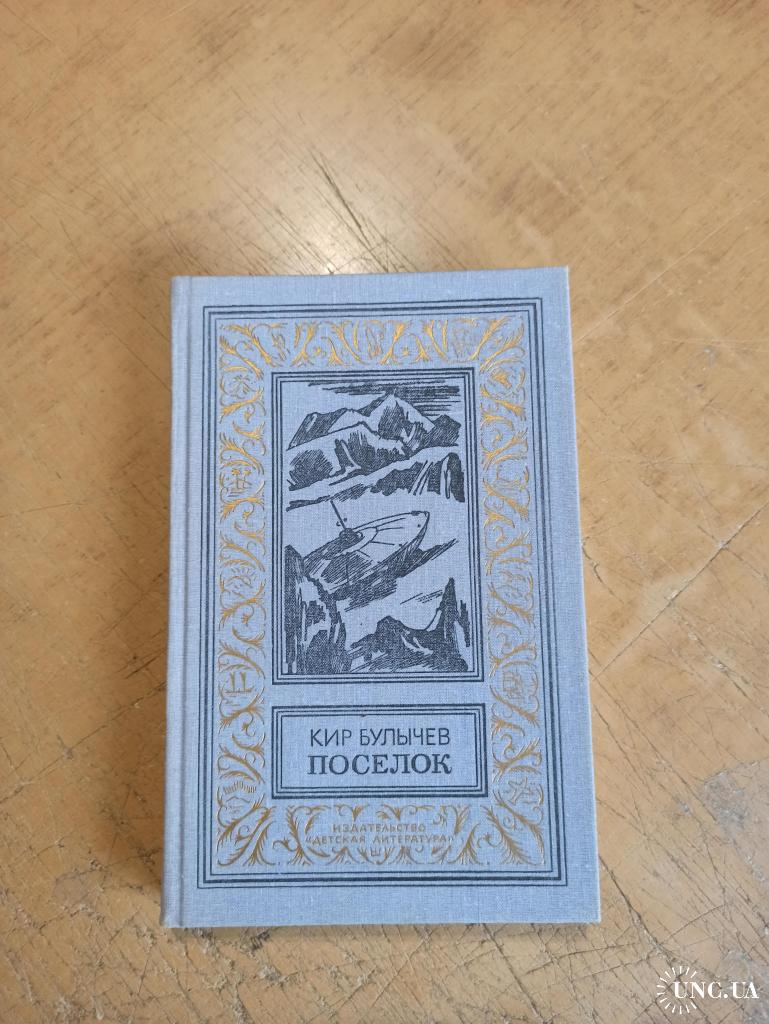 КИР БУЛЫЧЕВ
ПОСЕЛОК
ИЗДАТЕЛЬСТВО
«ДЕТСКАЯ ЛИТЕРАТУРА»
UNC.UA